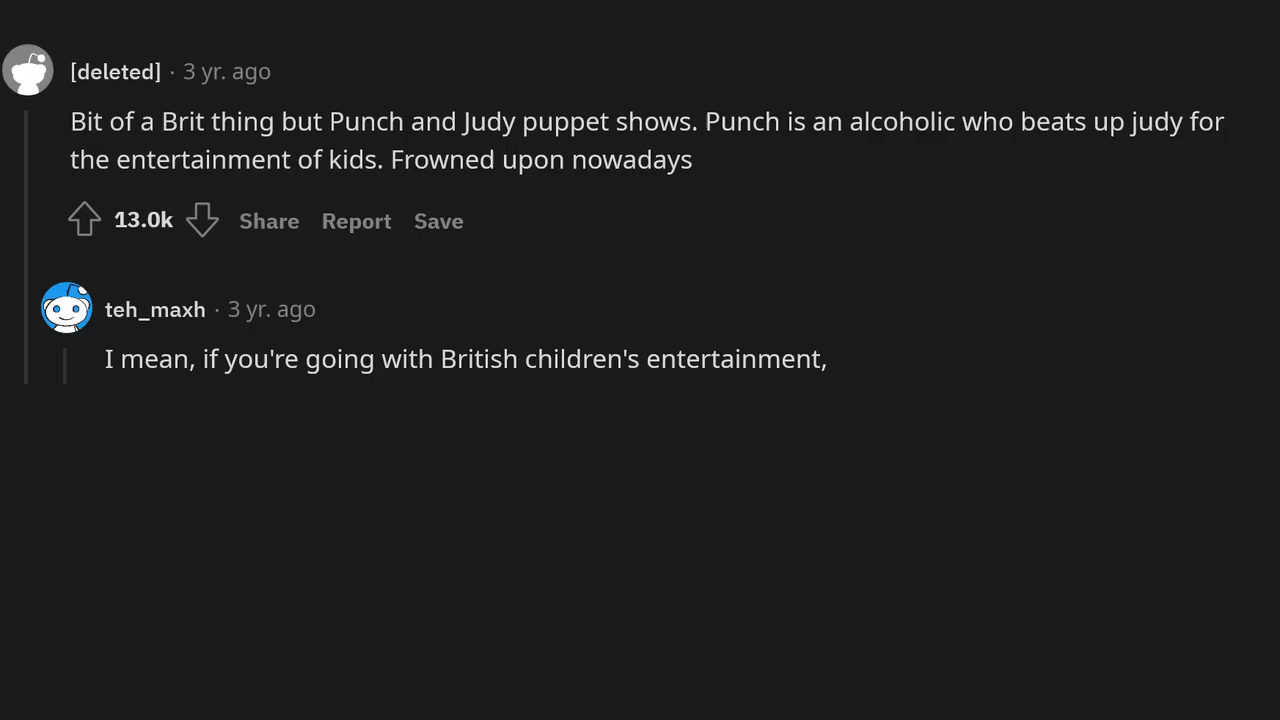 [deleted] · 3 yr. ago
Bit of a Brit thing but Punch and Judy puppet shows. Punch is an alcoholic who beats up judy for
the entertainment of kids. Frowned upon nowadays
13.0k Share Report Save
teh_maxh · 3 yr. ago
I mean, if you're going with British children's entertainment,